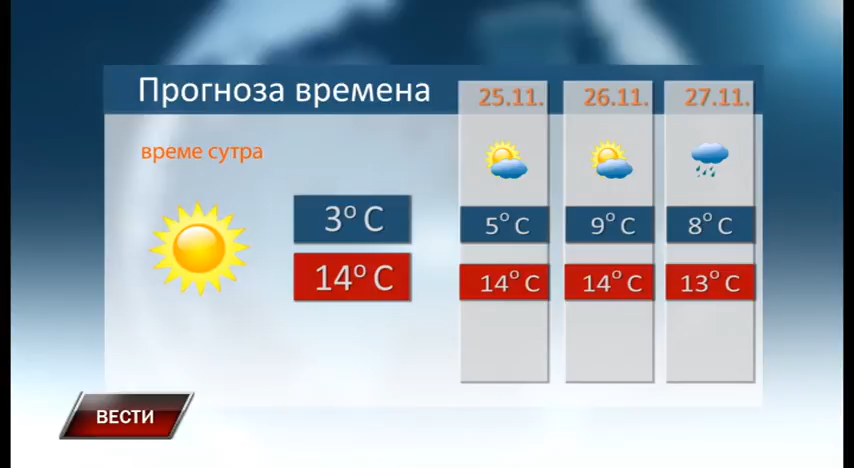 Прогноза времена
време сутра
3° C
14° C
25.11.
5° C
14° C
26.11.
9° C
14° C
27.11.
8° C
13° C
ВЕСТИ